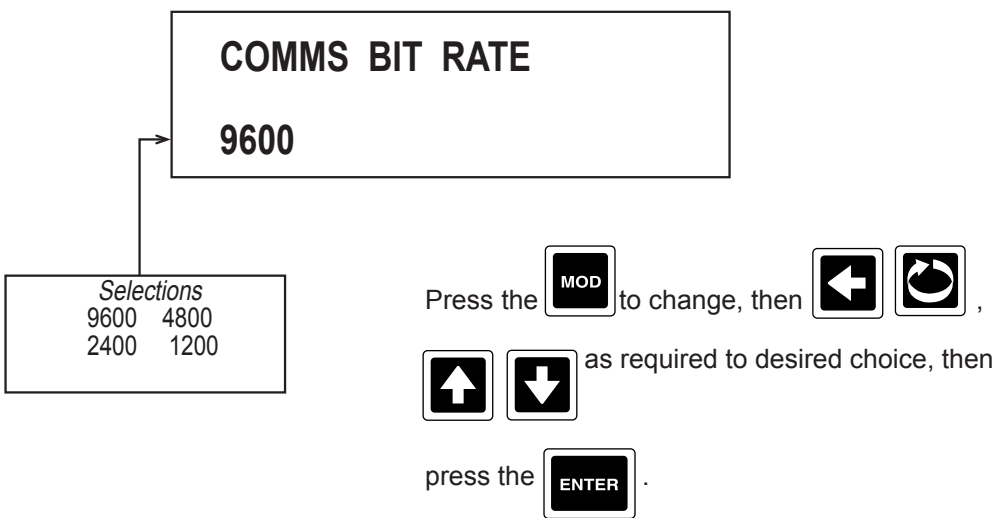 COMMS BIT RATE
9600
Selections
9600 4800
2400 1200
Press the MOD to change, then ,
as required to desired choice, then
press the ENTER .